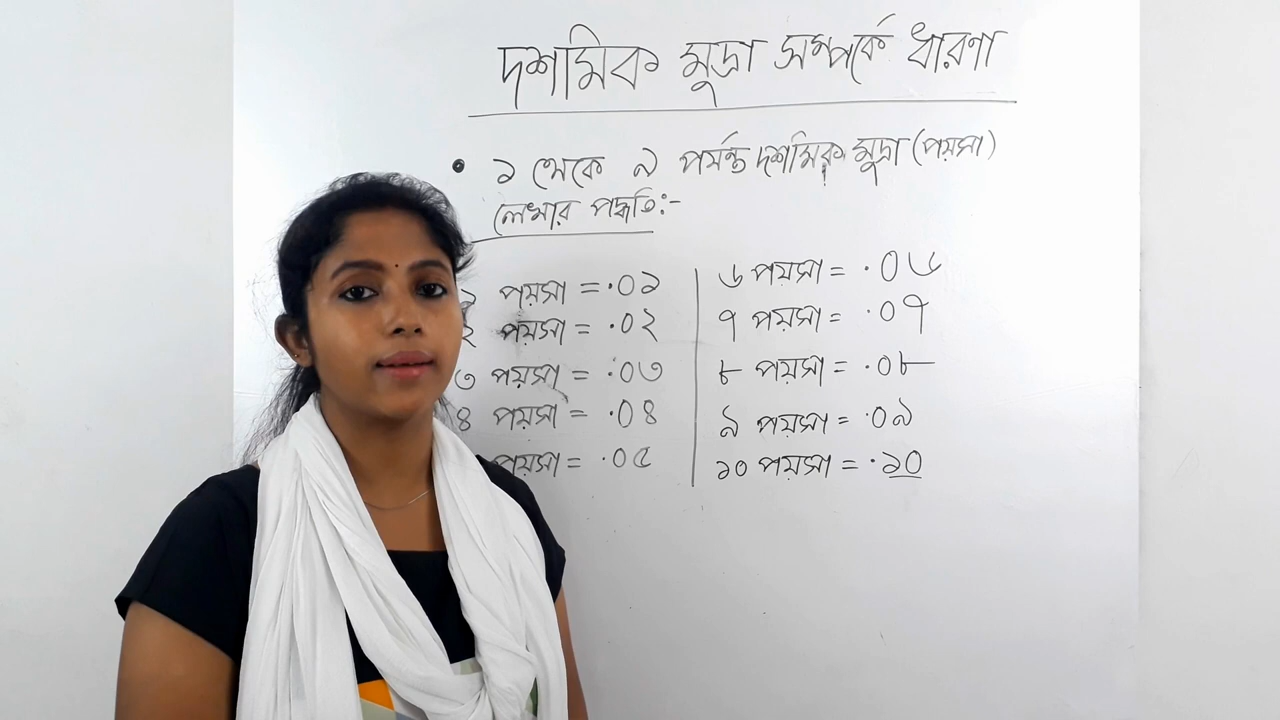 দশমিক মুদ্রা সম্পর্কে ধারণা
• ১ থেকে ৯ পর্যন্ত দশমিক মুদ্রা (পয়সা)
লেখার পদ্ধতি:-
১ পয়সা = .০১
২ পয়সা = .০২
৩ পয়সা = .০৩
৪ পয়সা = .০৪
পয়সা = .০৫
৬ পয়সা = .০৬
৭ পয়সা = .০৭
৮ পয়সা = .০৮
৯ পয়সা = .০৯
১০ পয়সা = .১০